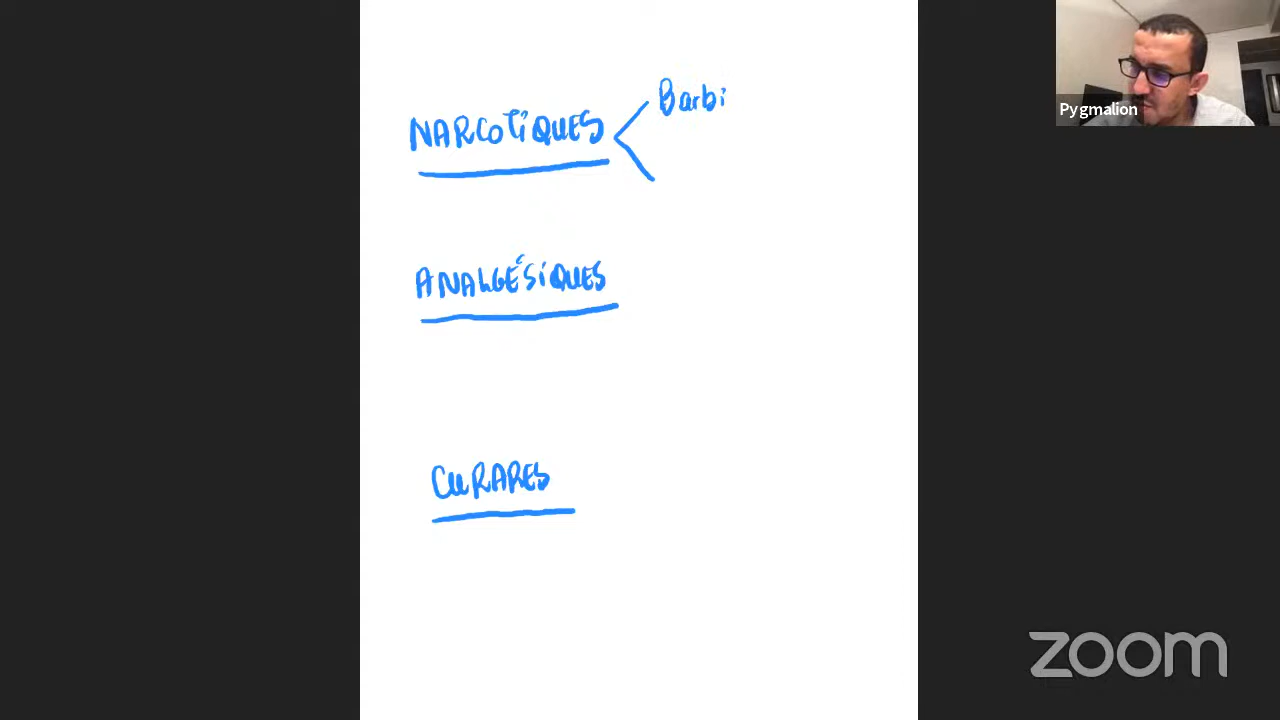 Barbi
NARCOTIQUES
ANALGÉSIQUES
CURARES
Pygmalion
zoom